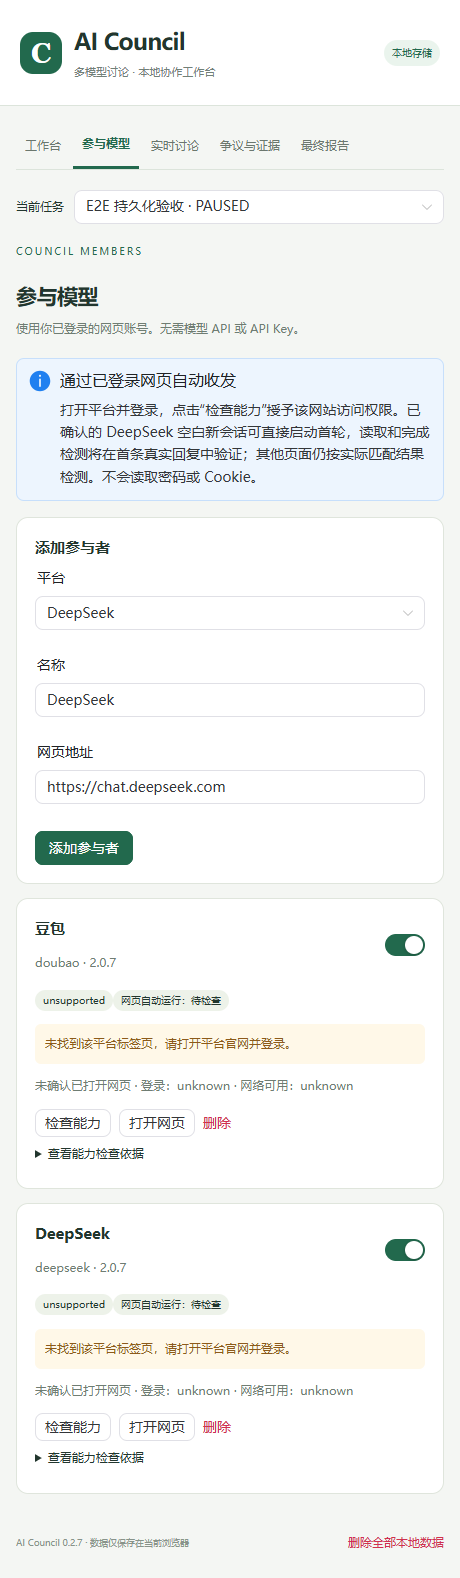 C
AI Council
多模型讨论 · 本地协作工作台
本地存储
工作台
参与模型
实时讨论
争议与证据
最终报告
当前任务
E2E 持久化验收 · PAUSED
COUNCIL MEMBERS
参与模型
使用你已登录的网页账号。无需模型 API 或 API Key。
通过已登录网页自动收发
打开平台并登录，点击“检查能力”授予该网站访问权限。已
确认的 DeepSeek 空白新会话可直接启动首轮，读取和完成
检测将在首条真实回复中验证；其他页面仍按实际匹配结果
检测。不会读取密码或 Cookie。
添加参与者
平台
DeepSeek
名称
DeepSeek
网页地址
https://chat.deepseek.com
添加参与者
豆包
doubao · 2.0.7
unsupported
网页自动运行：待检查
未找到该平台标签页，请打开平台官网并登录。
未确认已打开网页 · 登录：unknown · 网络可用：unknown
检查能力
打开网页
删除
查看能力检查依据
DeepSeek
deepseek · 2.0.7
unsupported
网页自动运行：待检查
未找到该平台标签页，请打开平台官网并登录。
未确认已打开网页 · 登录：unknown · 网络可用：unknown
检查能力
打开网页
删除
查看能力检查依据
AI Council 0.2.7 · 数据仅保存在当前浏览器
删除全部本地数据